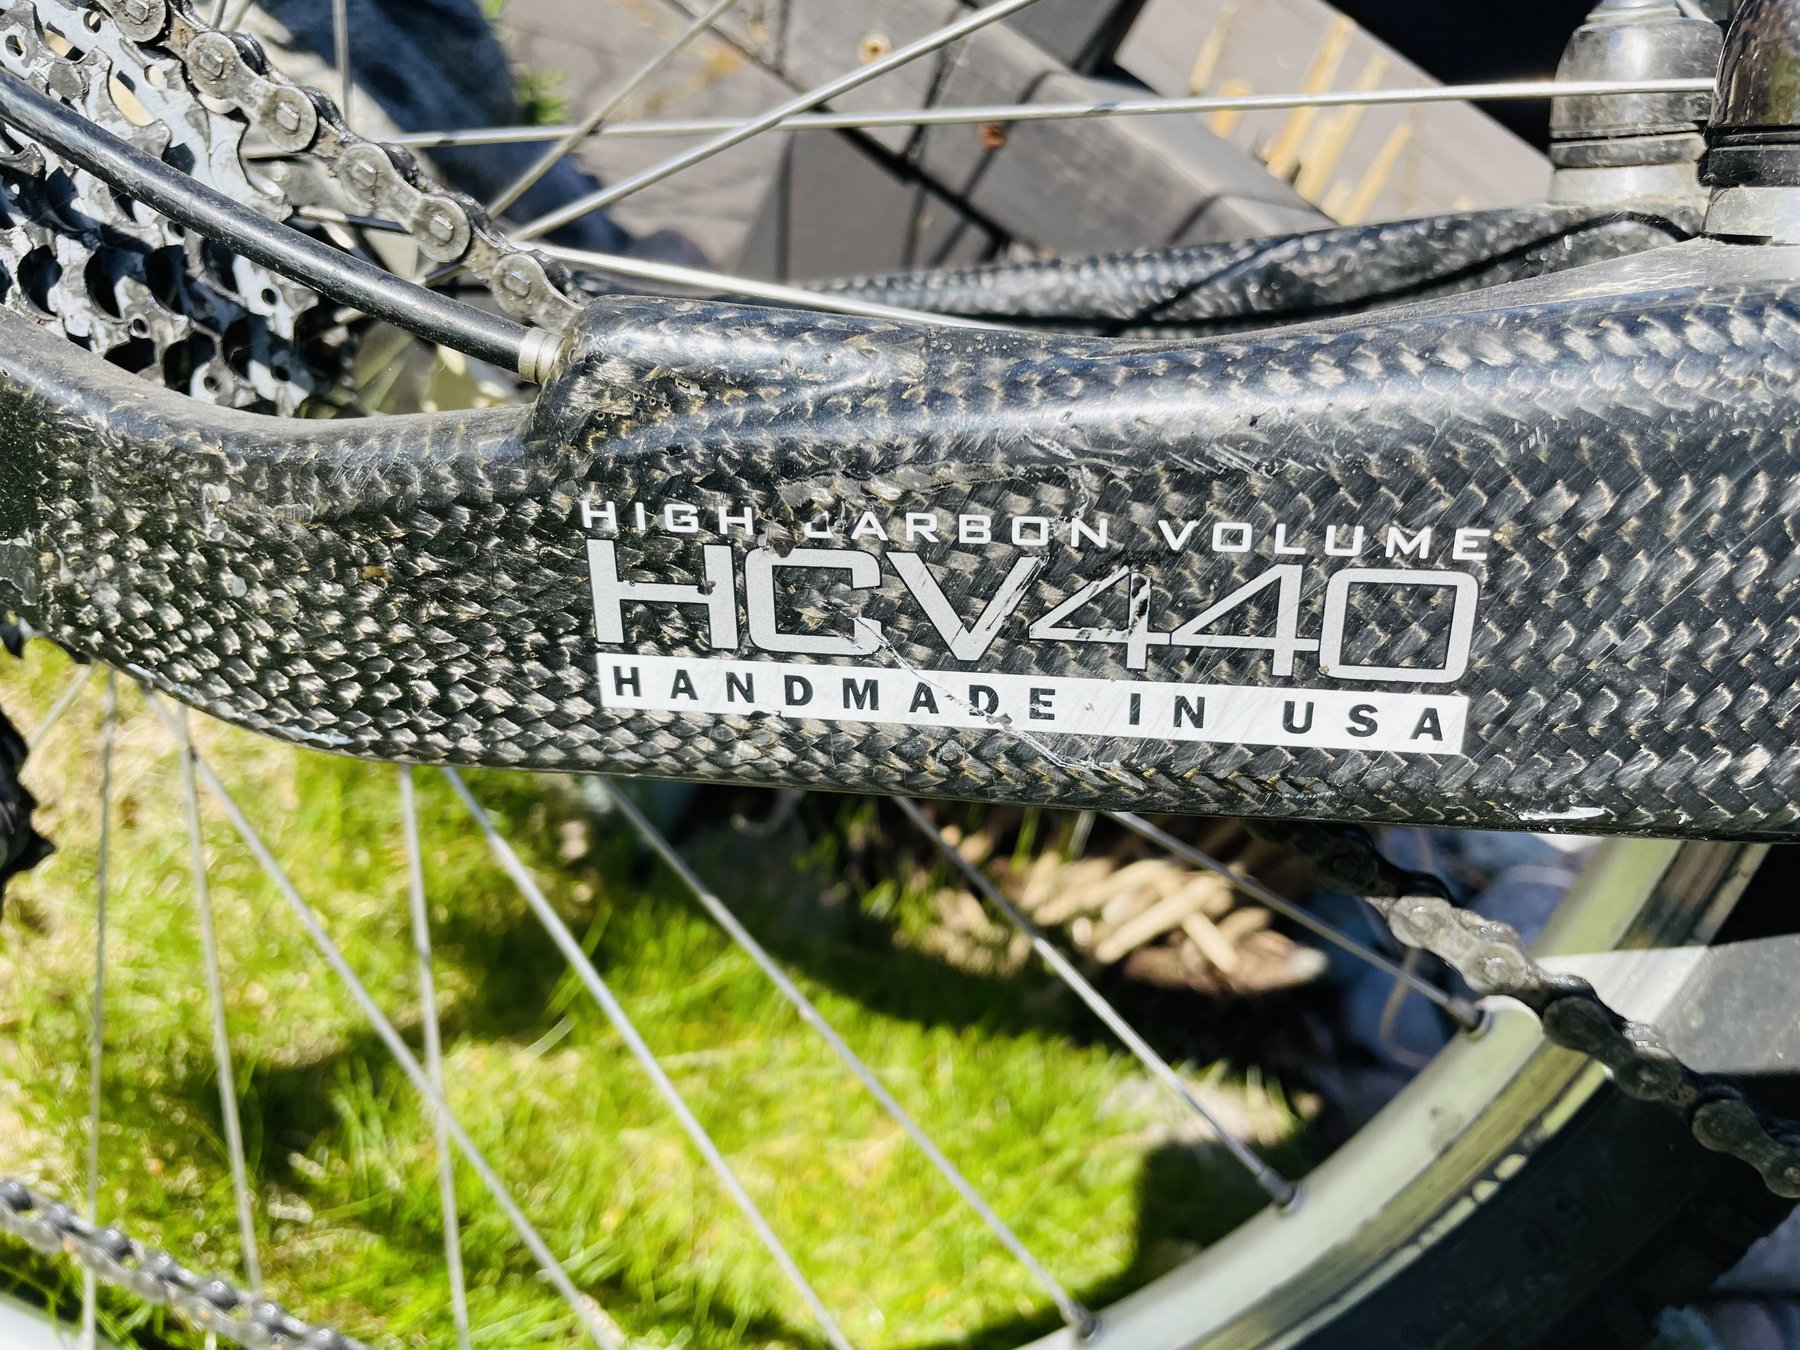 HIGH CARBON VOLUME
HCV440
HANDMADE IN USA